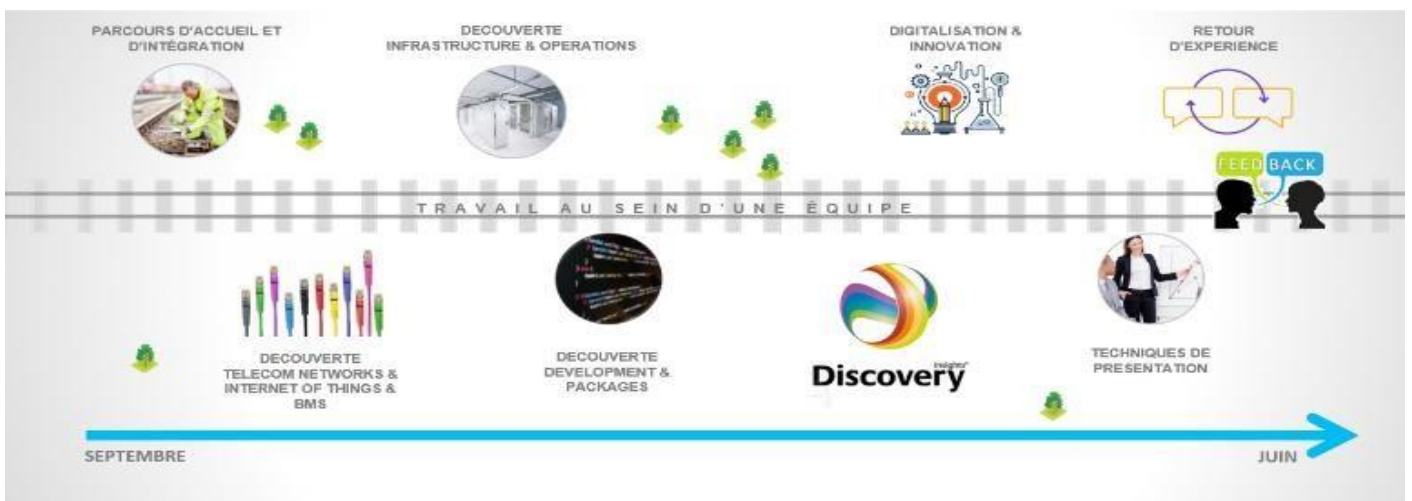 PARCOURS D'ACCUEIL ET
D'INTÉGRATION
DECOUVERTE
INFRASTRUCTURE & OPERATIONS
DIGITALISATION &
INNOVATION
RETOUR
D'EXPERIENCE
FEED BACK
TRAVAIL AU SEIN D'UNE ÉQUIPE
DECOUVERTE
TELECOM NETWORKS &
INTERNET OF THINGS &
BMS
DECOUVERTE
DEVELOPMENT &
PACKAGES
insights
Discovery
TECHNIQUES DE
PRESENTATION
SEPTEMBRE
JUIN